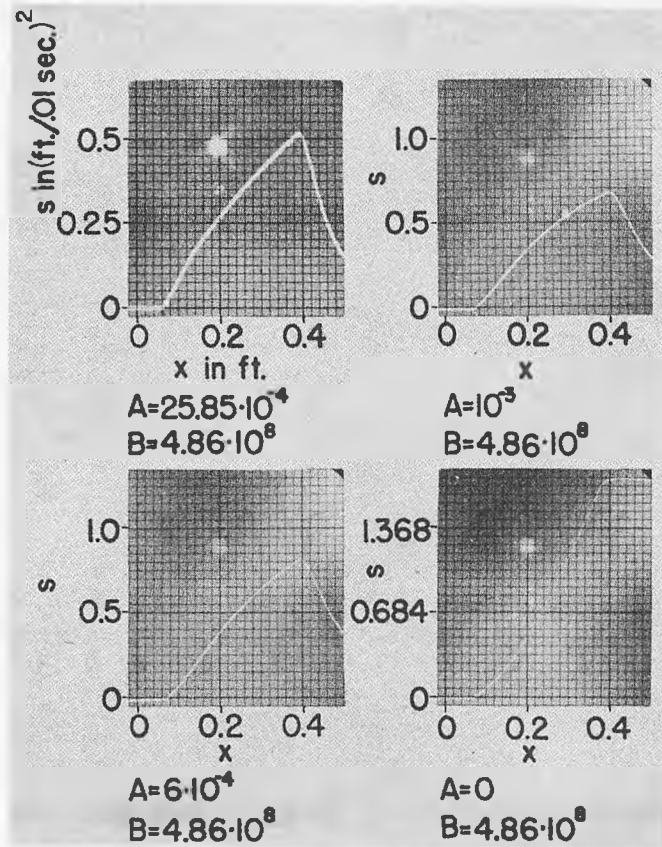 s in (ft./.01 sec.)²
0.5
0.25
0
0 0.2 0.4
x in ft.
A=25.85·10⁻⁴
B=4.86·10⁸
s
1.0
0.5
0
0 0.2 0.4
x
A=10⁻³
B=4.86·10⁸
s
1.0
0.5
0
0 0.2 0.4
x
A=6·10⁻⁴
B=4.86·10⁸
s
1.368
0.684
0
0 0.2 0.4
x
A=0
B=4.86·10⁸